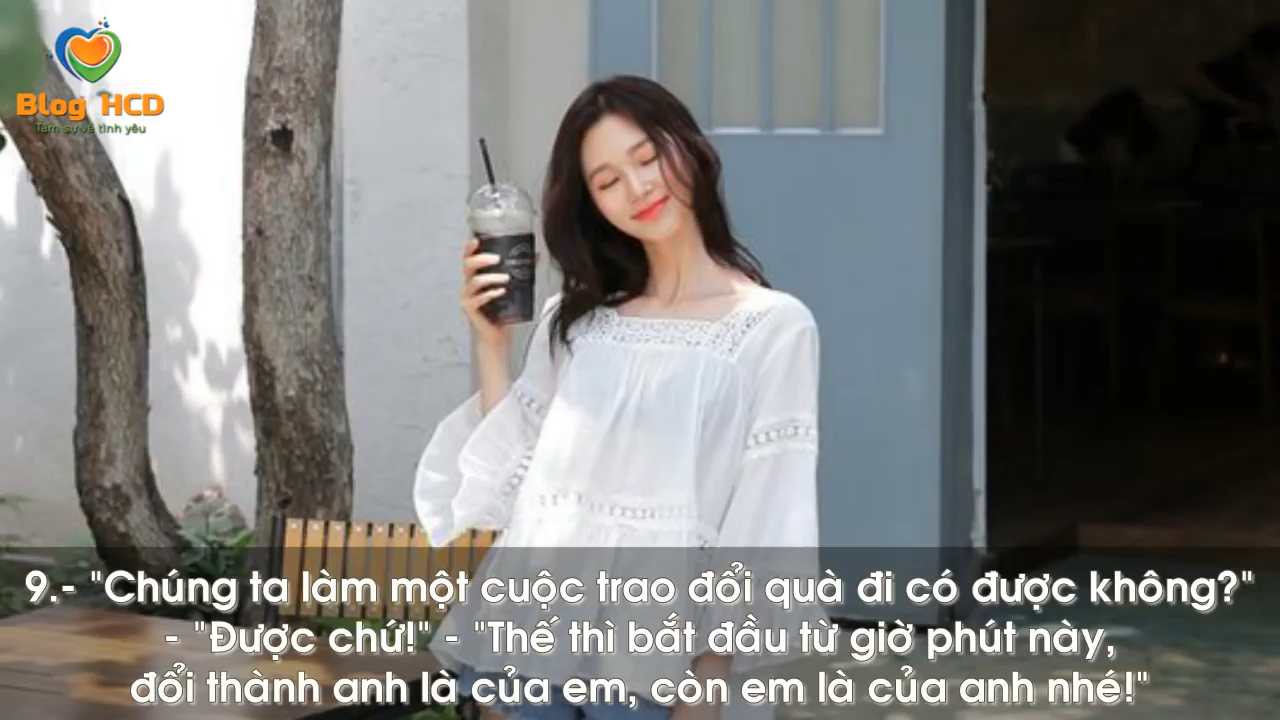 Blog HCD
Tâm sự về tình yêu
9.- "Chúng ta làm một cuộc trao đổi quà đi có được không?"
- "Được chứ!" - "Thế thì bắt đầu từ giờ phút này,
đổi thành anh là của em, còn em là của anh nhé!"